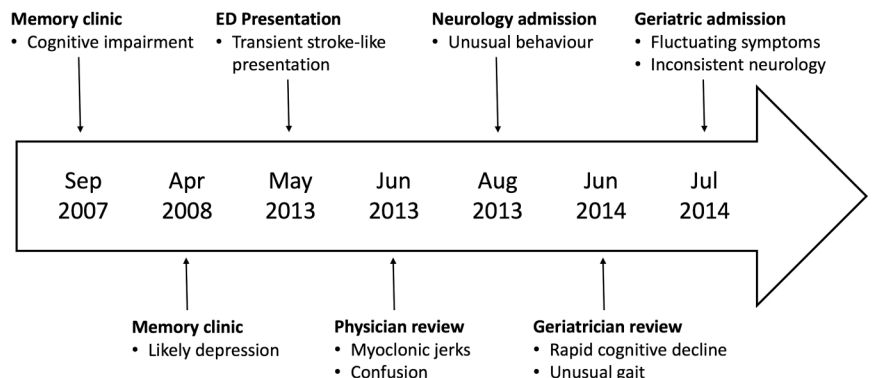 Memory clinic
• Cognitive impairment
ED Presentation
• Transient stroke-like
presentation
Neurology admission
• Unusual behaviour
Geriatric admission
• Fluctuating symptoms
• Inconsistent neurology
Sep
2007
Apr
2008
May
2013
Jun
2013
Aug
2013
Jun
2014
Jul
2014
Memory clinic
• Likely depression
Physician review
• Myoclonic jerks
• Confusion
Geriatrician review
• Rapid cognitive decline
• Unusual gait